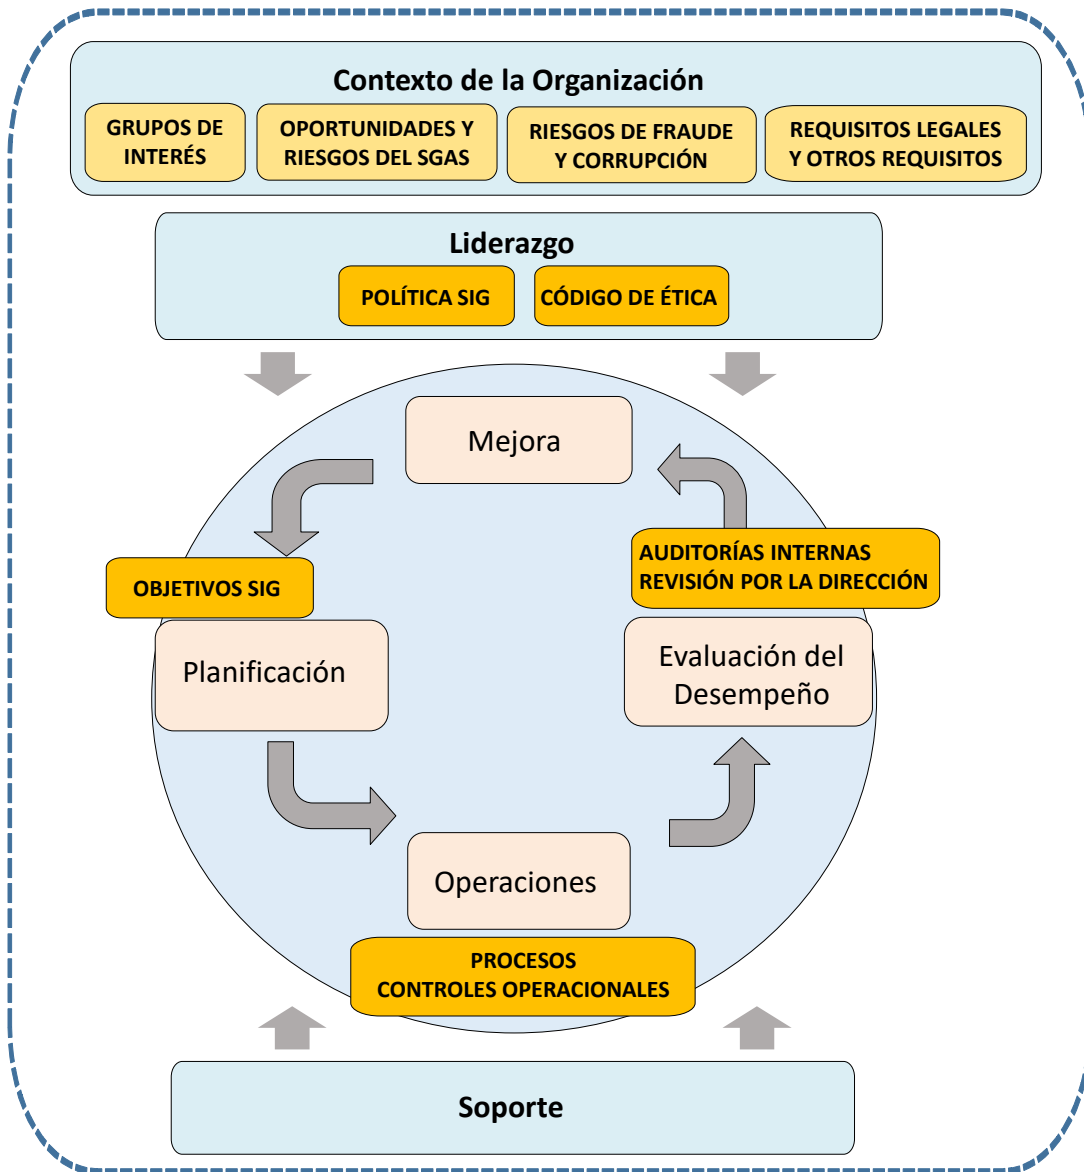 Contexto de la Organización
GRUPOS DE
INTERÉS
OPORTUNIDADES Y
RIESGOS DEL SGAS
RIESGOS DE FRAUDE
Y CORRUPCIÓN
REQUISITOS LEGALES
Y OTROS REQUISITOS
Liderazgo
POLÍTICA SIG
CÓDIGO DE ÉTICA
Mejora
OBJETIVOS SIG
AUDITORÍAS INTERNAS
REVISIÓN POR LA DIRECCIÓN
Planificación
Evaluación del
Desempeño
Operaciones
PROCESOS
CONTROLES OPERACIONALES
Soporte